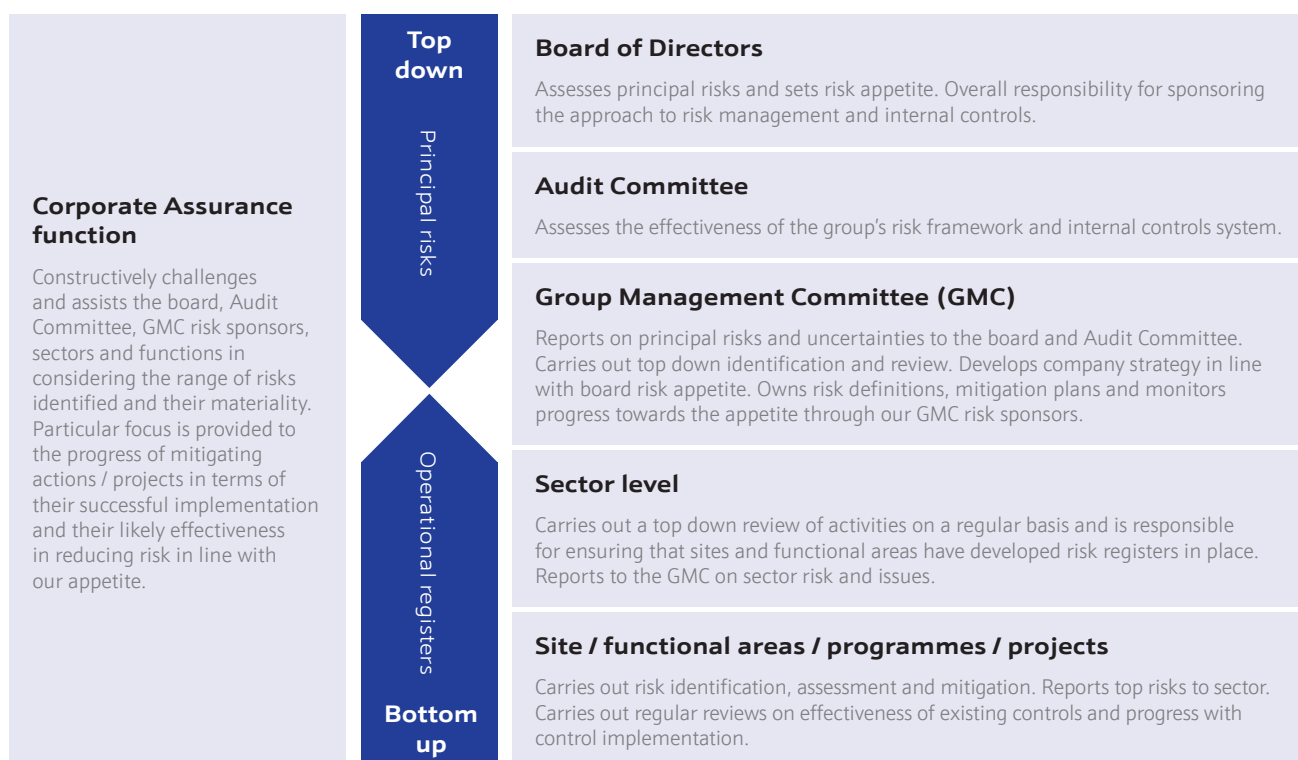 Corporate Assurance
function
Constructively challenges
and assists the board, Audit
Committee, GMC risk sponsors,
sectors and functions in
considering the range of risks
identified and their materiality.
Particular focus is provided to
the progress of mitigating
actions / projects in terms of
their successful implementation
and their likely effectiveness
in reducing risk in line with
our appetite.
Top
down
Principal risks
Operational registers
Bottom
up
Board of Directors
Assesses principal risks and sets risk appetite. Overall responsibility for sponsoring
the approach to risk management and internal controls.
Audit Committee
Assesses the effectiveness of the group's risk framework and internal controls system.
Group Management Committee (GMC)
Reports on principal risks and uncertainties to the board and Audit Committee.
Carries out top down identification and review. Develops company strategy in line
with board risk appetite. Owns risk definitions, mitigation plans and monitors
progress towards the appetite through our GMC risk sponsors.
Sector level
Carries out a top down review of activities on a regular basis and is responsible
for ensuring that sites and functional areas have developed risk registers in place.
Reports to the GMC on sector risk and issues.
Site / functional areas / programmes / projects
Carries out risk identification, assessment and mitigation. Reports top risks to sector.
Carries out regular reviews on effectiveness of existing controls and progress with
control implementation.